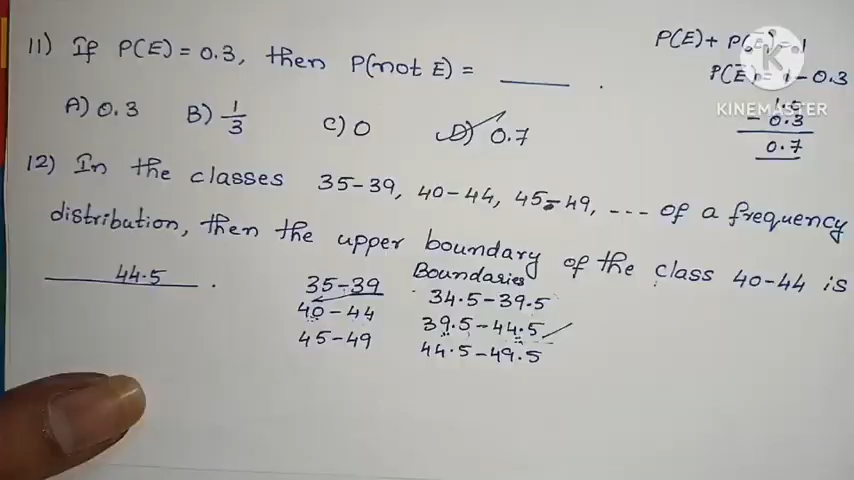 11) If P(E) = 0.3, then P(not E) = ______ .
A) 0.3 B) 1/3 C) 0 D) 0.7
P(E) + P(E̅) = 1
P(E̅) = 1 - 0.3
1.0
- 0.3
0.7
KINEMASTER
12) In the classes 35-39, 40-44, 45-49, --- of a frequency
distribution, then the upper boundary of the class 40-44 is
44.5 .
Boundaries
35-39 34.5-39.5
40-44 39.5-44.5
45-49 44.5-49.5